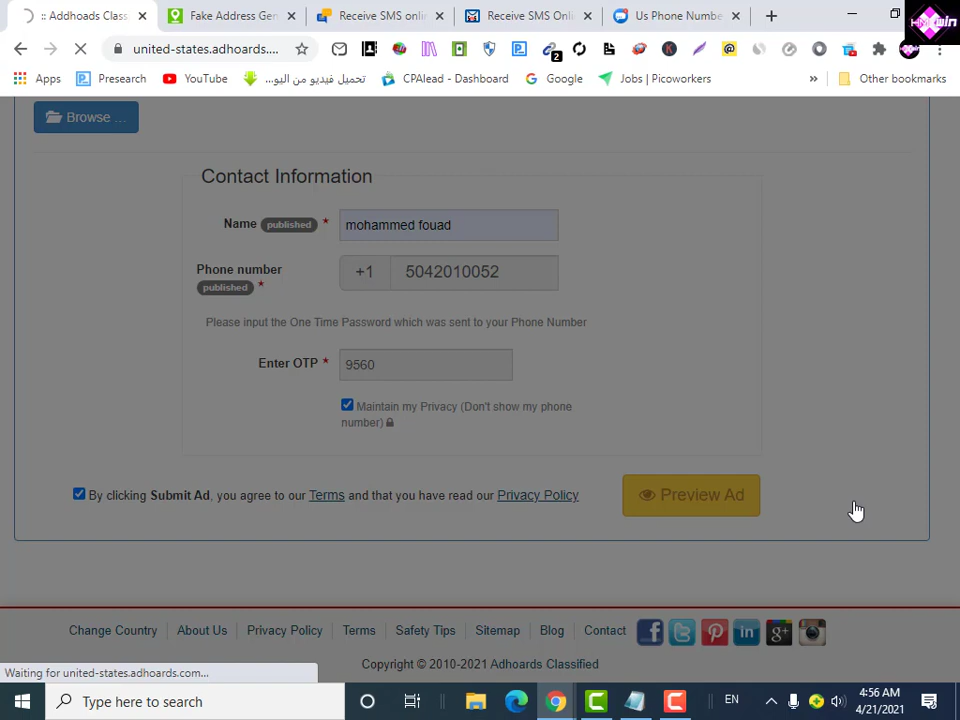 :: Addhoads Clas
Fake Address Ger
Receive SMS onli
Receive SMS Onli
Us Phone Numbe
united-states.adhoards....
2
Apps
Presearch
YouTube
تحميل فيديو من اليو...
CPAlead - Dashboard
Google
Jobs | Picoworkers
»
Other bookmarks
Browse ...
Contact Information
Name published *
mohammed fouad
Phone number
published *
+1
5042010052
Please input the One Time Password which was sent to your Phone Number
Enter OTP *
9560
Maintain my Privacy (Don't show my phone
number)
By clicking Submit Ad, you agree to our Terms and that you have read our Privacy Policy
Preview Ad
Change Country
About Us
Privacy Policy
Terms
Safety Tips
Sitemap
Blog
Contact
Copyright © 2010-2021 Adhoards Classified
Waiting for united-states.adhoards.com...
Type here to search
EN
4:56 AM
4/21/2021